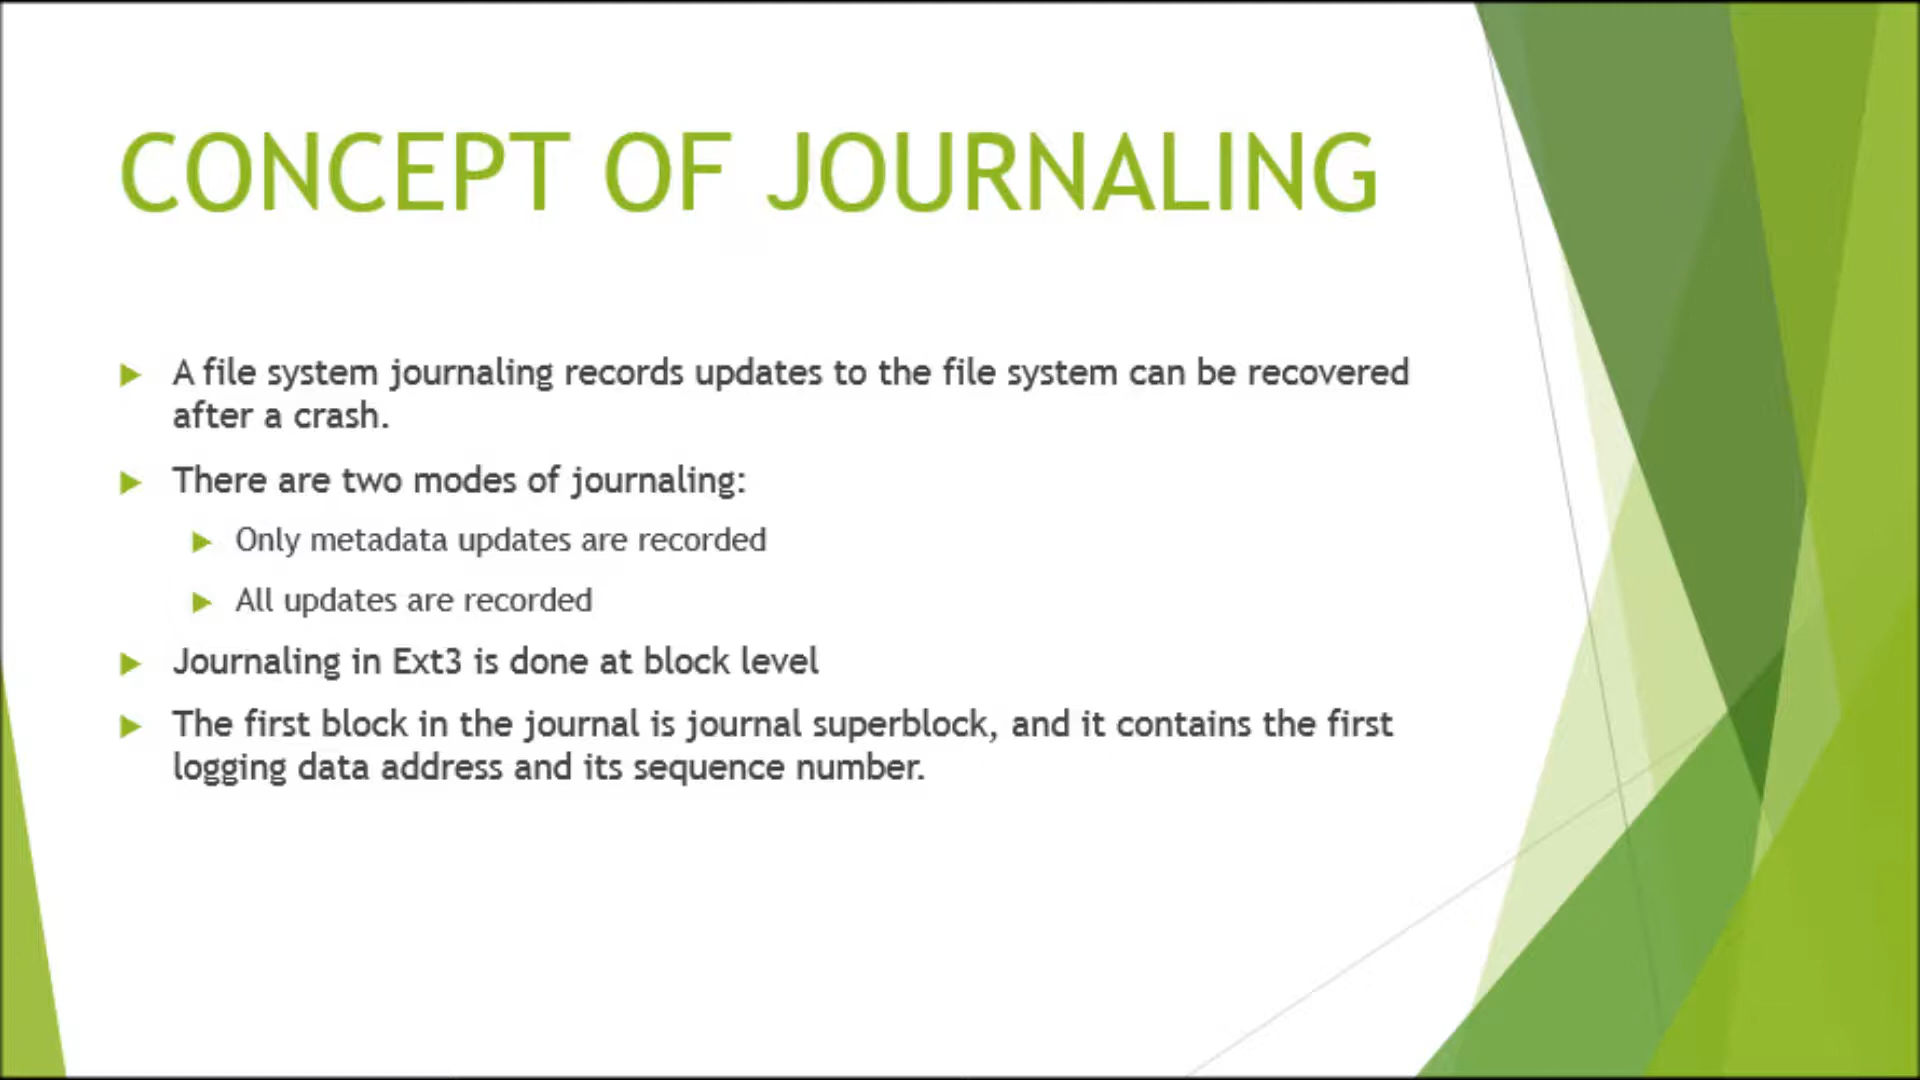 CONCEPT OF JOURNALING
A file system journaling records updates to the file system can be recovered
after a crash.
There are two modes of journaling:
Only metadata updates are recorded
All updates are recorded
Journaling in Ext3 is done at block level
The first block in the journal is journal superblock, and it contains the first
logging data address and its sequence number.